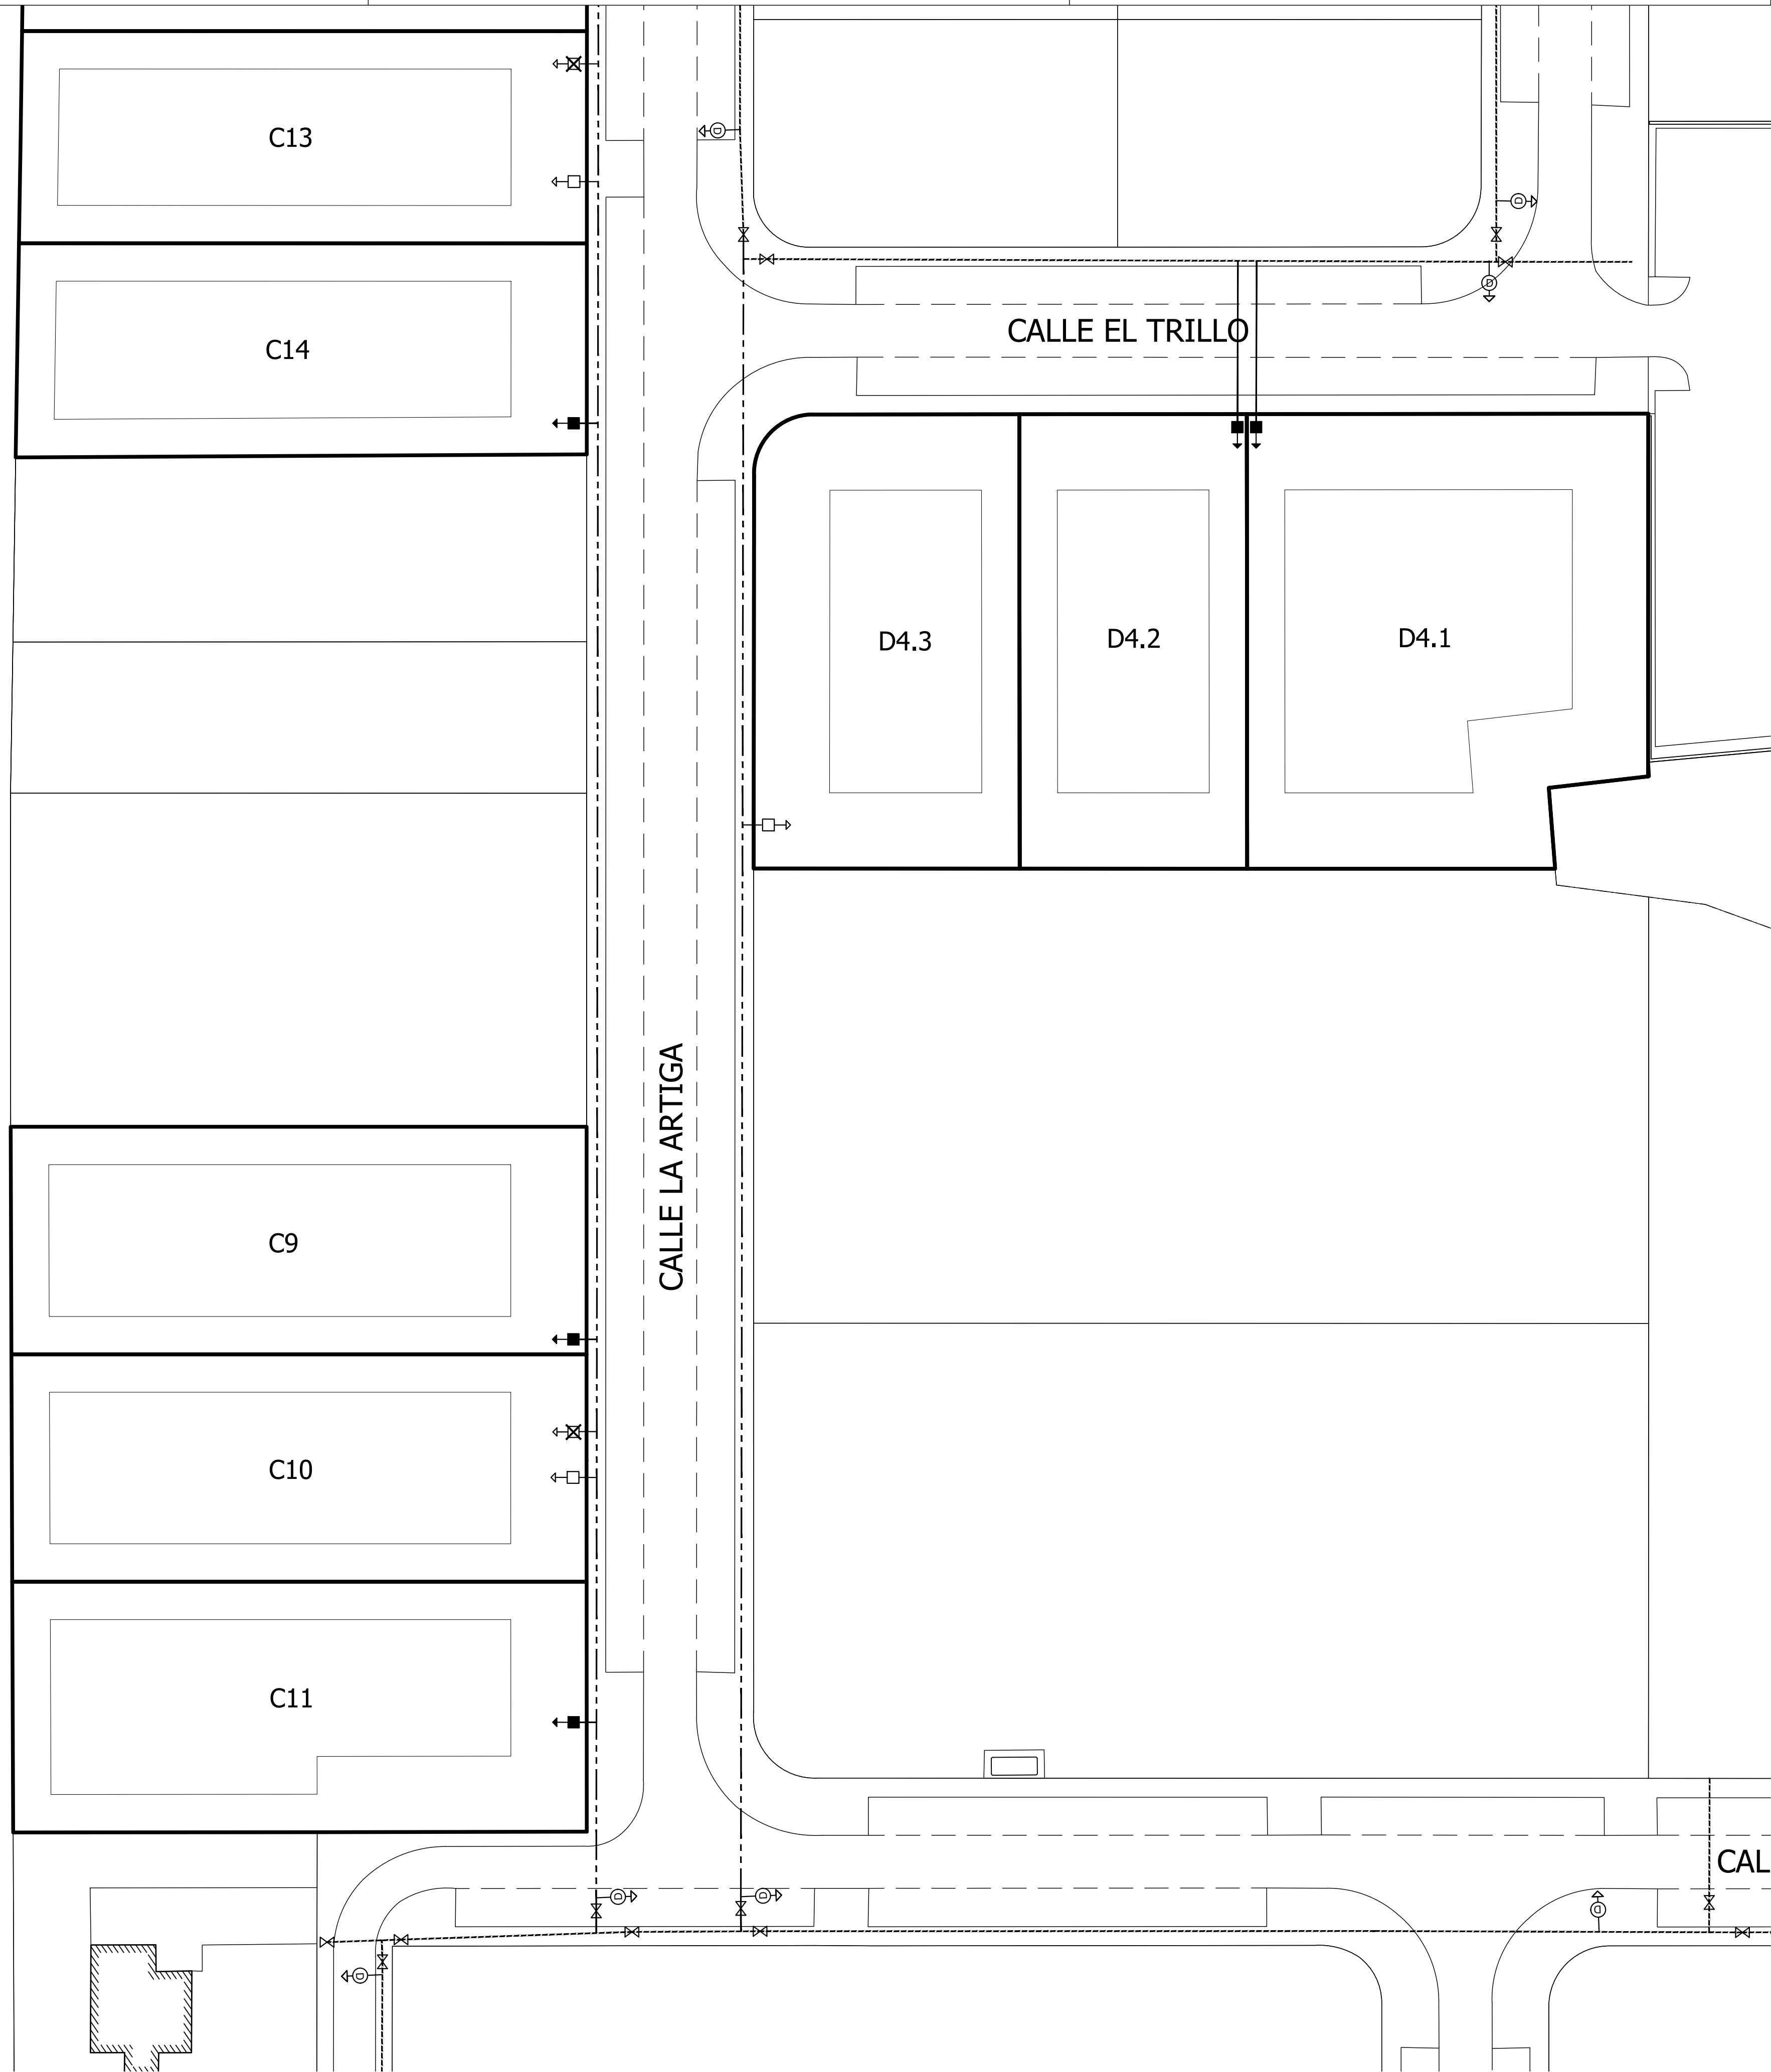 C13
C14
CALLE EL TRILLO
D4.3
D4.2
D4.1
CALLE LA ARTIGA
C9
C10
C11
CAL
D
D
D
D
D
D
D
D